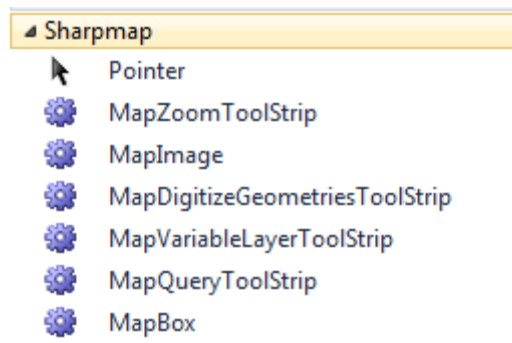 Sharpmap
Pointer
MapZoomToolStrip
MapImage
MapDigitizeGeometriesToolStrip
MapVariableLayerToolStrip
MapQueryToolStrip
MapBox